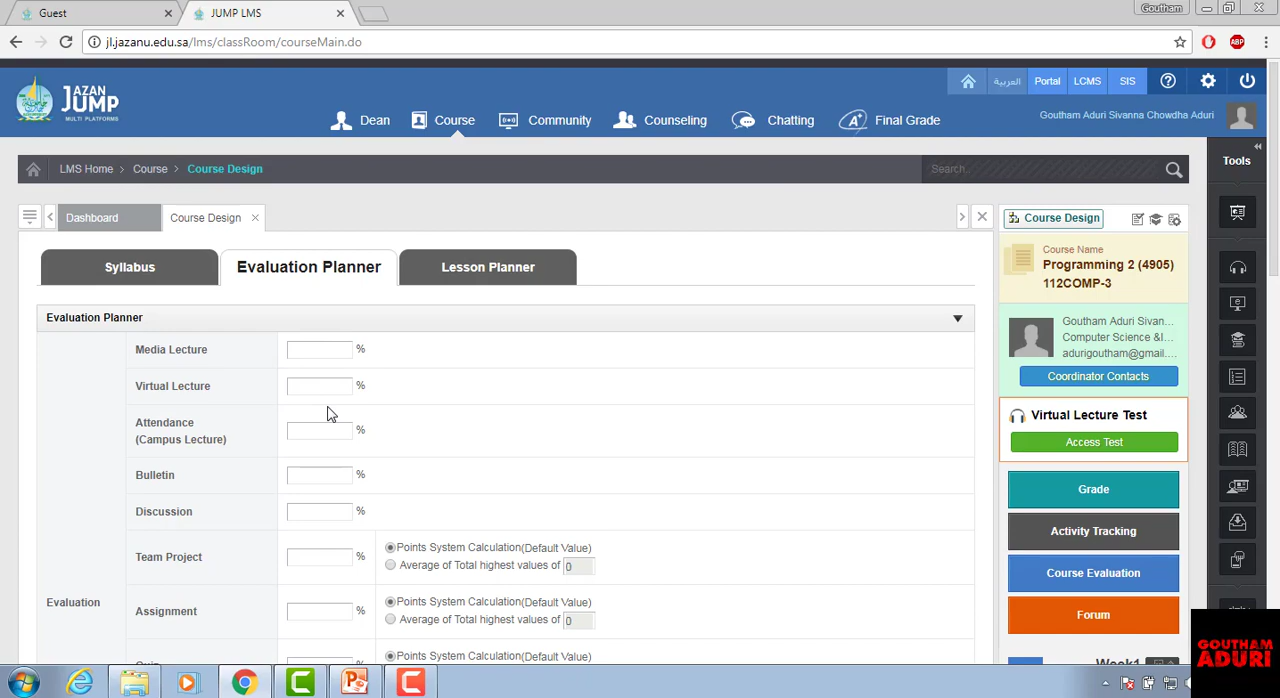 Guest
JUMP LMS
Goutham
jl.jazanu.edu.sa/lms/classRoom/courseMain.do
ABP
JAZAN
JUMP
MULTI PLATFORMS
Dean
Course
Community
Counseling
Chatting
Final Grade
العربية
Portal
LCMS
SIS
Goutham Aduri Sivanna Chowdha Aduri
LMS Home
Course
Course Design
Search..
Tools
Dashboard
Course Design
Syllabus
Evaluation Planner
Lesson Planner
Evaluation Planner
Evaluation
Media Lecture %
Virtual Lecture %
Attendance
(Campus Lecture) %
Bulletin %
Discussion %
Team Project % Points System Calculation(Default Value)
Average of Total highest values of 0
Assignment % Points System Calculation(Default Value)
Average of Total highest values of 0
Quiz % Points System Calculation(Default Value)
Course Design
Course Name
Programming 2 (4905)
112COMP-3
Goutham Aduri Sivan...
Computer Science &I...
adurigoutham@gmail....
Coordinator Contacts
Virtual Lecture Test
Access Test
Grade
Activity Tracking
Course Evaluation
Forum
Week1
GOUTHAM
ADURI